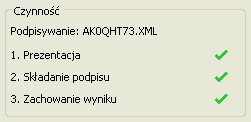 Czynność
Podpisywanie: AK0QHT73.XML
1. Prezentacja
2. Składanie podpisu
3. Zachowanie wyniku